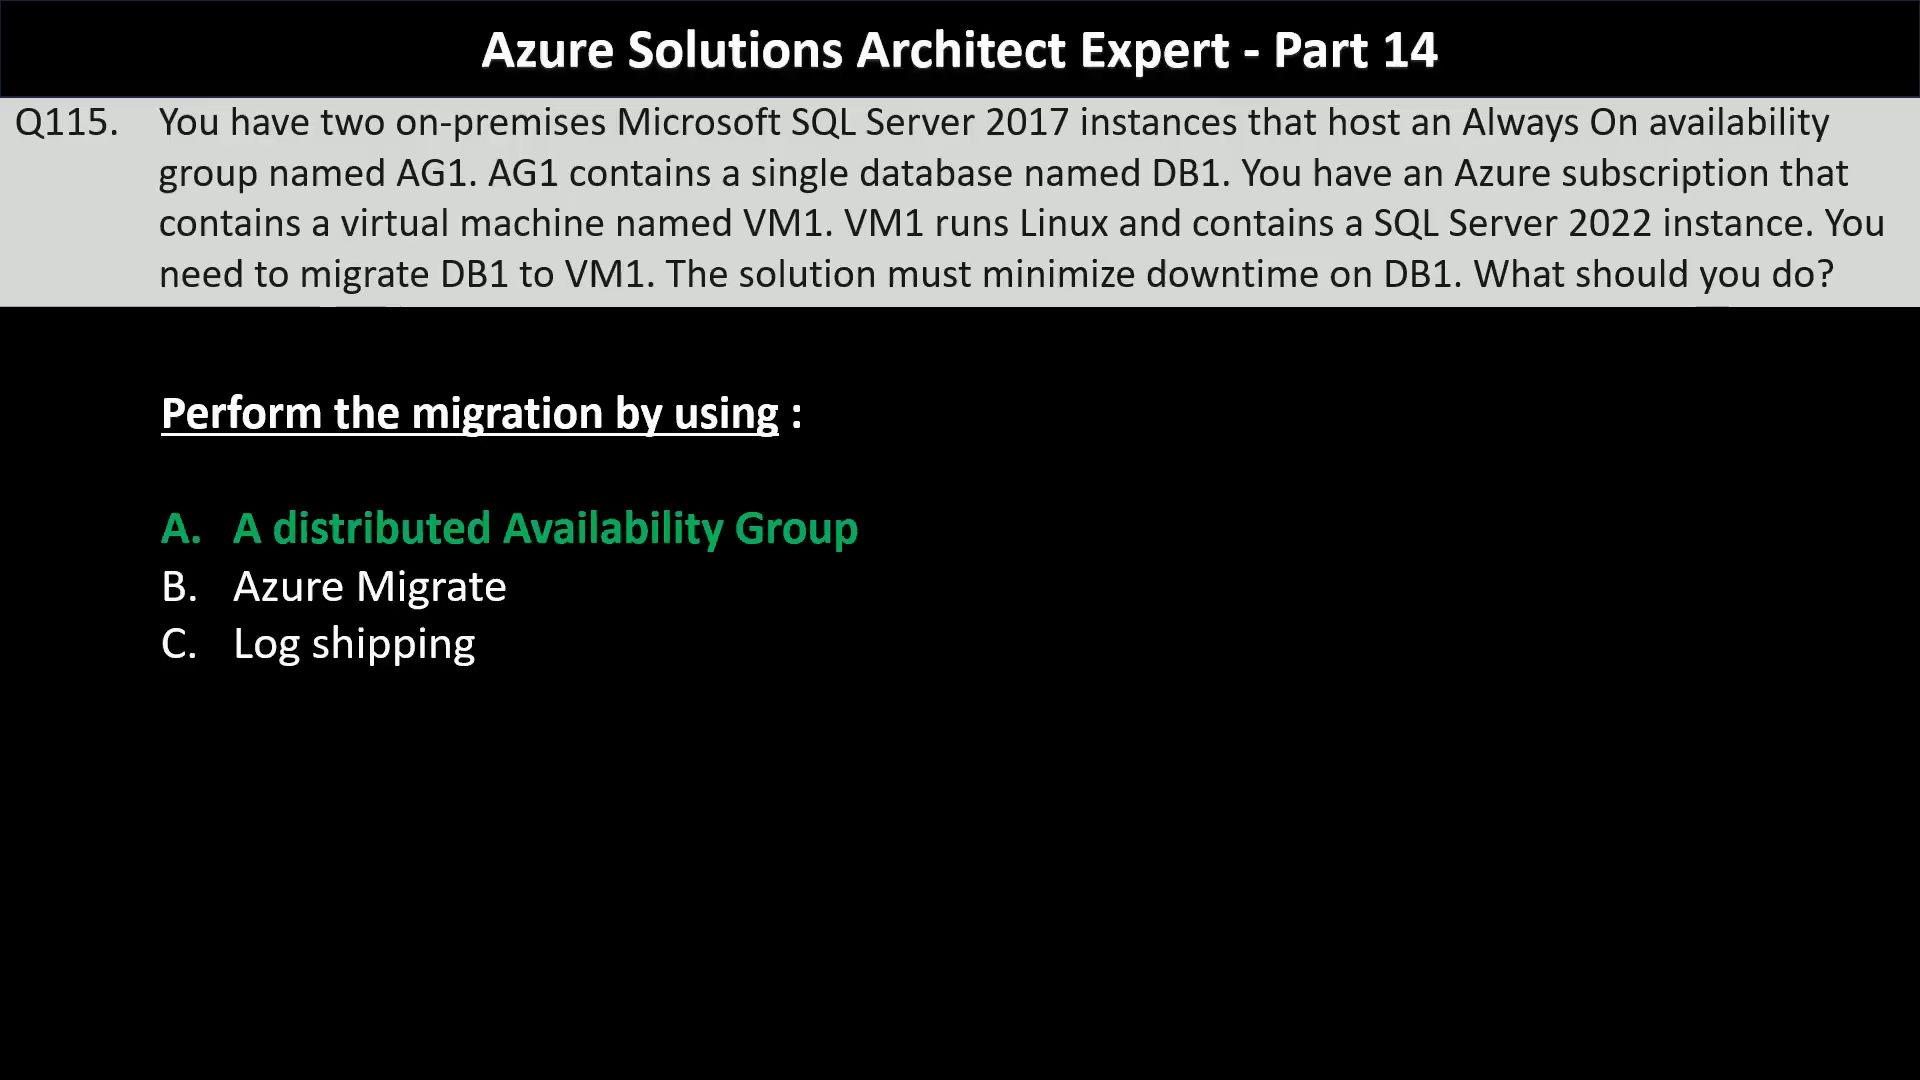 Azure Solutions Architect Expert - Part 14
Q115. You have two on-premises Microsoft SQL Server 2017 instances that host an Always On availability
group named AG1. AG1 contains a single database named DB1. You have an Azure subscription that
contains a virtual machine named VM1. VM1 runs Linux and contains a SQL Server 2022 instance. You
need to migrate DB1 to VM1. The solution must minimize downtime on DB1. What should you do?
Perform the migration by using :
A. A distributed Availability Group
B. Azure Migrate
C. Log shipping